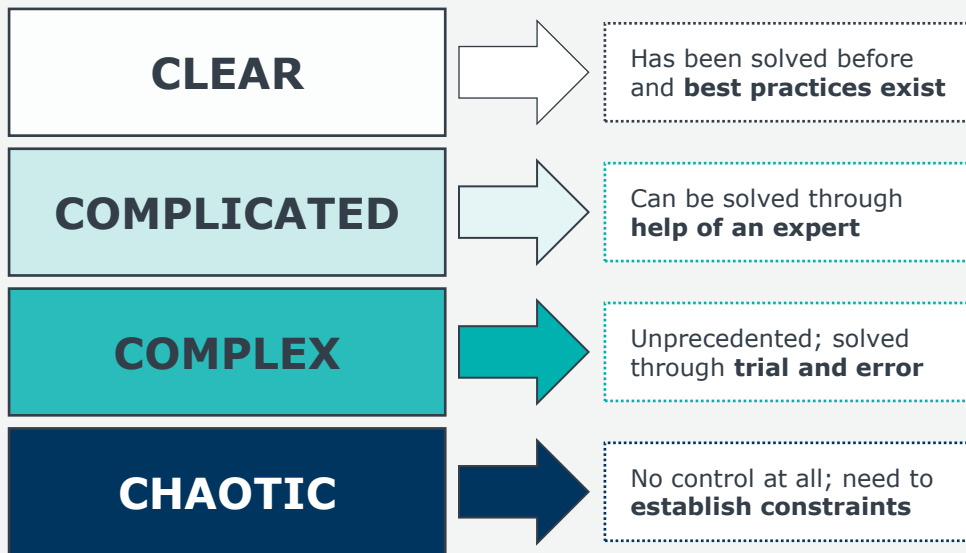 CLEAR
Has been solved before
and best practices exist
COMPLICATED
Can be solved through
help of an expert
COMPLEX
Unprecedented; solved
through trial and error
CHAOTIC
No control at all; need to
establish constraints